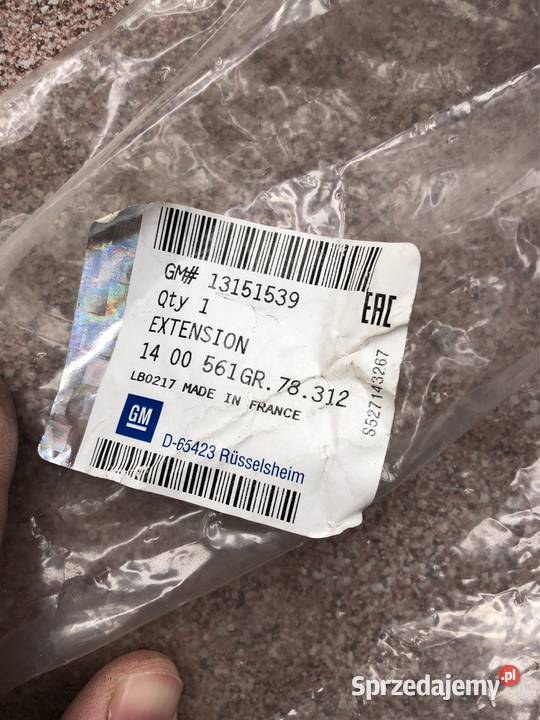 GM# 13151539
Qty 1
EAC
EXTENSION
14 00 561GR.78.312
LB0217 MADE IN FRANCE
S527143267
GM
D-65423 Rüsselsheim
Sprzedajemy.pl